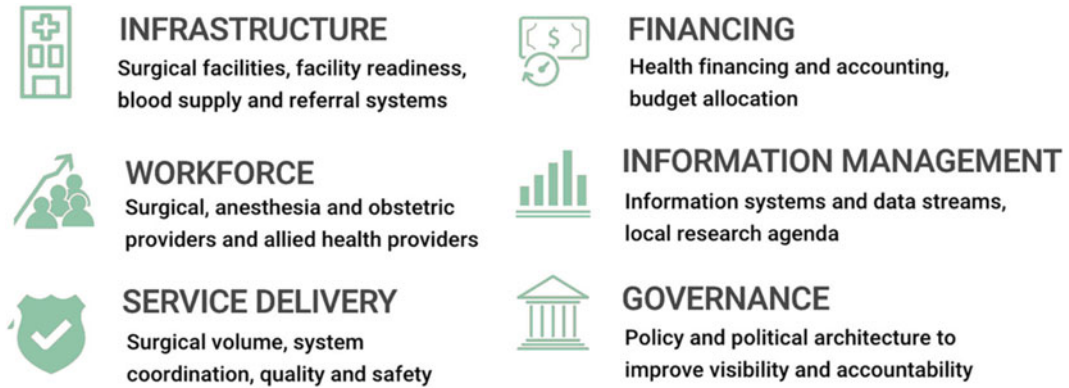 INFRASTRUCTURE
Surgical facilities, facility readiness,
blood supply and referral systems
WORKFORCE
Surgical, anesthesia and obstetric
providers and allied health providers
SERVICE DELIVERY
Surgical volume, system
coordination, quality and safety
$
FINANCING
Health financing and accounting,
budget allocation
INFORMATION MANAGEMENT
Information systems and data streams,
local research agenda
GOVERNANCE
Policy and political architecture to
improve visibility and accountability